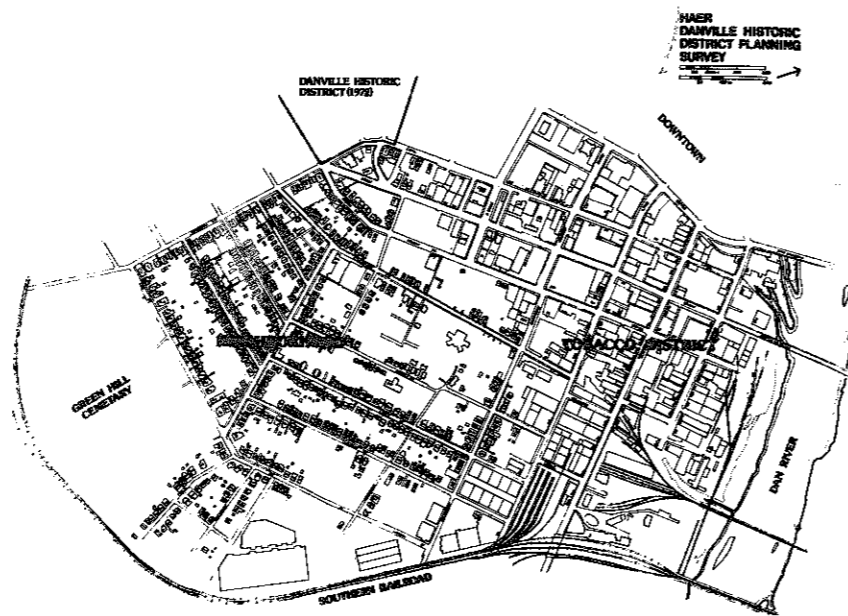 HAER
DANVILLE HISTORIC
DISTRICT PLANNING
SURVEY
DANVILLE HISTORIC
DISTRICT (1973)
DOWNTOWN
TOBACCO DISTRICT
GREEN HILL
CEMETARY
DAN RIVER
SOUTHERN RAILROAD